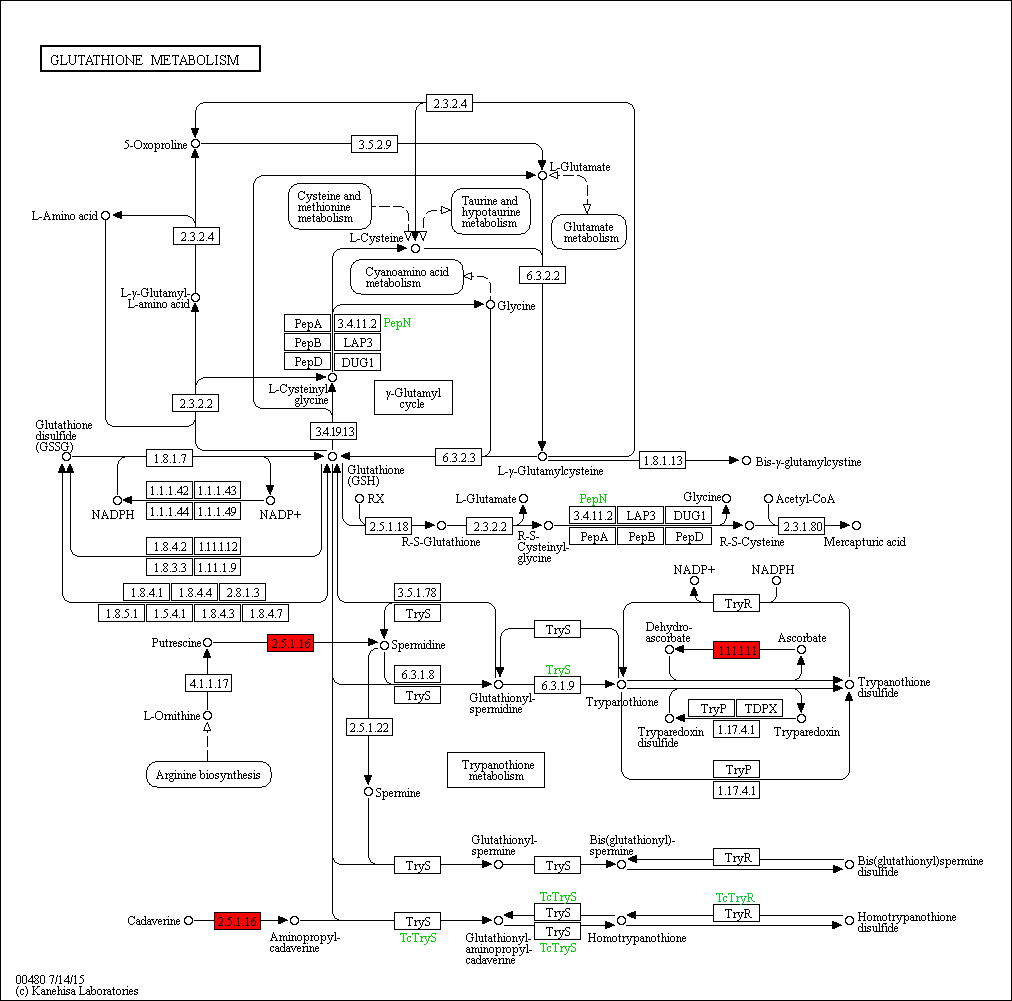 GLUTATHIONE METABOLISM
2.3.2.4
5-Oxoproline
3.5.2.9
L-Glutamate
Cysteine and
methionine
metabolism
Taurine and
hypotaurine
metabolism
L-Amino acid
2.3.2.4
Glutamate
metabolism
L-Cysteine
Cyanoamino acid
metabolism
6.3.2.2
L-γ-Glutamyl-
L-amino acid
Glycine
PepA
3.4.11.2
PepN
PepB
LAP3
PepD
DUG1
L-Cysteinyl
glycine
γ-Glutamyl
cycle
2.3.2.2
Glutathione
disulfide
(GSSG)
3.4.19.13
1.8.1.7
Glutathione
(GSH)
6.3.2.3
L-γ-Glutamylcysteine
1.8.1.13
Bis-γ-glutamylcystine
1.1.1.42
1.1.1.43
1.1.1.44
1.1.1.49
NADPH
NADP+
RX
L-Glutamate
PepN
Glycine
Acetyl-CoA
2.5.1.18
R-S-Glutathione
2.3.2.2
R-S-
Cysteinyl-
glycine
3.4.11.2
LAP3
DUG1
PepA
PepB
PepD
R-S-Cysteine
2.3.1.80
Mercapturic acid
1.8.4.2
1.11.1.12
1.8.3.3
1.11.1.9
1.8.4.1
1.8.4.4
2.8.1.3
1.8.5.1
1.5.4.1
1.8.4.3
1.8.4.7
3.5.1.78
TryS
NADP+
NADPH
TryR
Putrescine
2.5.1.16
Spermidine
TryS
Dehydro-
ascorbate
1.11.1.11
Ascorbate
4.1.1.17
6.3.1.8
TryS
Glutathionyl-
spermidine
TryS
6.3.1.9
Trypanothione
Trypanothione
disulfide
L-Ornithine
2.5.1.22
TryP
TDPX
1.17.4.1
Tryparedoxin
disulfide
Tryparedoxin
Arginine biosynthesis
Trypanothione
metabolism
TryP
1.17.4.1
Spermine
Glutathionyl-
spermine
Bis(glutathionyl)-
spermine
TryS
TryS
TryR
Bis(glutathionyl)spermine
disulfide
Cadaverine
2.5.1.16
Aminopropyl-
cadaverine
TryS
TcTryS
Glutathionyl-
aminopropyl-
cadaverine
TcTryS
TryS
TryS
TcTryS
Homotrypanothione
TcTryR
TryR
Homotrypanothione
disulfide
00480 7/14/15
(c) Kanehisa Laboratories